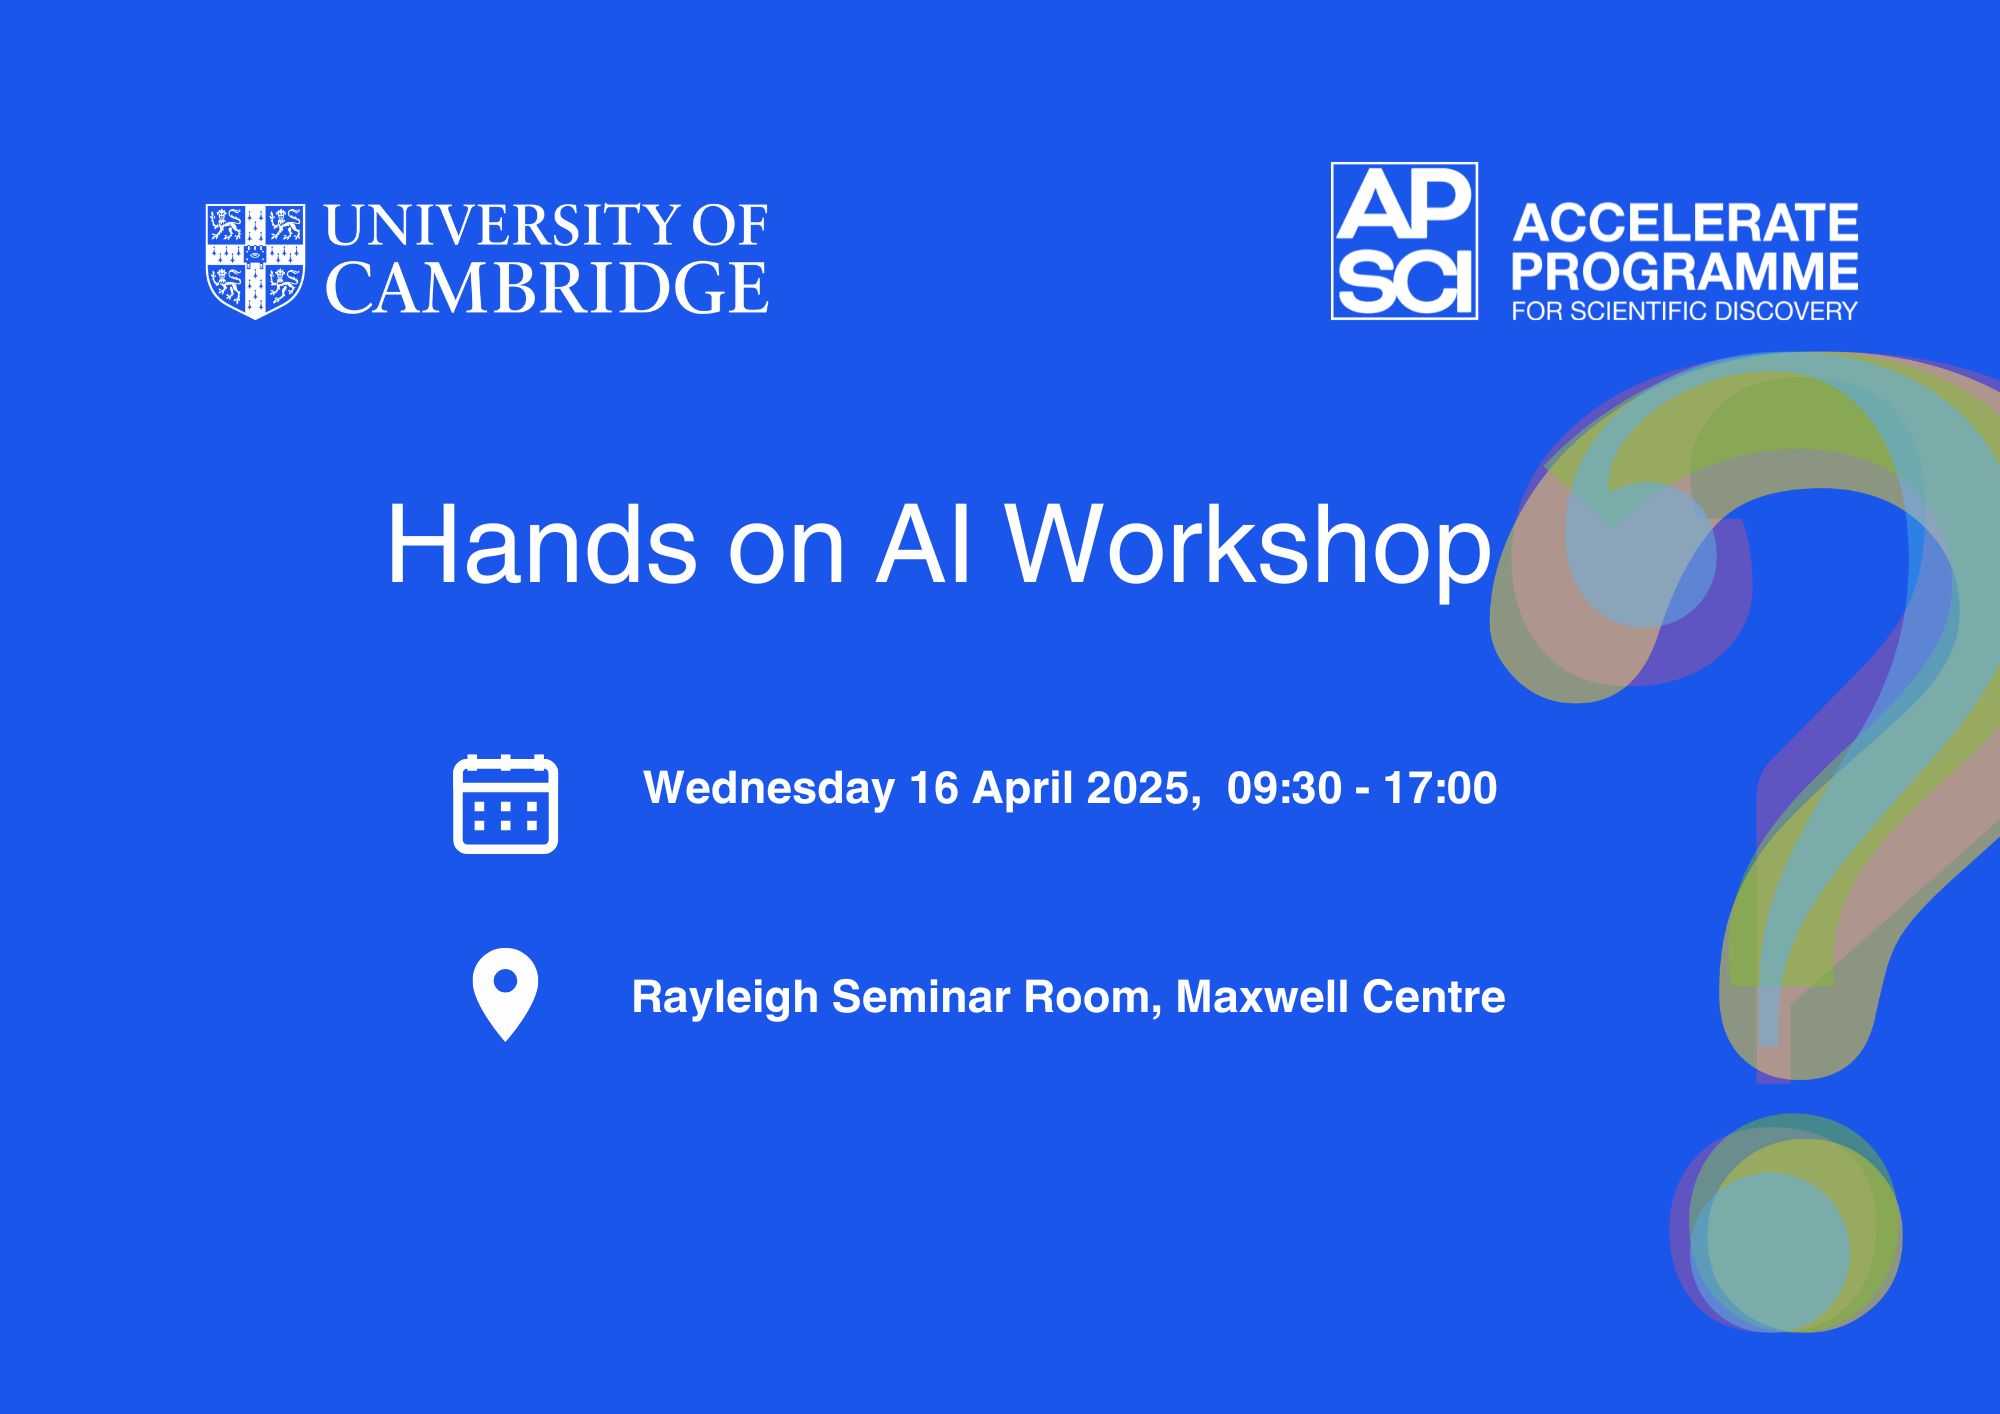 UNIVERSITY OF
CAMBRIDGE
AP
SCI
ACCELERATE
PROGRAMME
FOR SCIENTIFIC DISCOVERY
Hands on AI Workshop
?
Wednesday 16 April 2025,  09:30 - 17:00
Rayleigh Seminar Room, Maxwell Centre